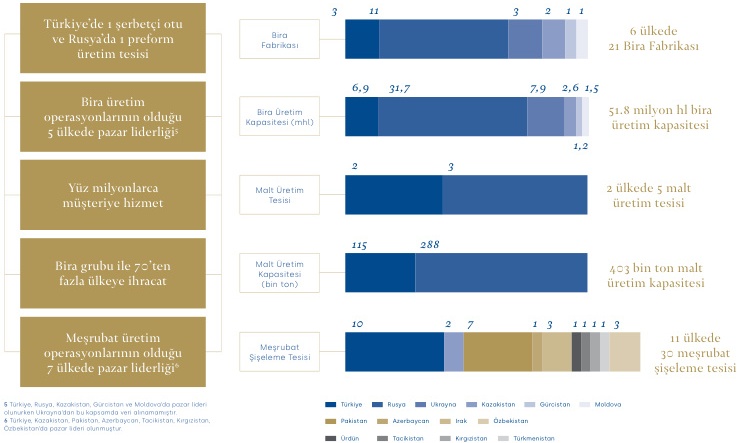 Türkiye'de 1 şerbetçi otu
ve Rusya'da 1 preform
üretim tesisi
Bira üretim
operasyonlarının olduğu
5 ülkede pazar liderliği⁵
Yüz milyonlarca
müşteriye hizmet
Bira grubu ile 70'ten
fazla ülkeye ihracat
Meşrubat üretim
operasyonlarının olduğu
7 ülkede pazar liderliği⁶
3 11 3 2 1 1
Bira
Fabrikası
6 ülkede
21 Bira Fabrikası
6,9 31,7 7,9 2,6 1,5
Bira Üretim
Kapasitesi (mhl)
1,2
51.8 milyon hl bira
üretim kapasitesi
2 3
Malt Üretim
Tesisi
2 ülkede 5 malt
üretim tesisi
115 288
Malt Üretim
Kapasitesi
(bin ton)
403 bin ton malt
üretim kapasitesi
10 2 7 1 3 1 1 1 1 3
Meşrubat
Şişeleme Tesisi
11 ülkede
30 meşrubat
şişeleme tesisi
5 Türkiye, Rusya, Kazakistan, Gürcistan ve Moldova'da pazar lideri
olunurken Ukrayna'dan bu kapsamda veri alınamamıştır.
6 Türkiye, Kazakistan, Pakistan, Azerbaycan, Tacikistan, Kırgızistan,
Özbekistan'da pazar lideri olunmuştur.
Türkiye Rusya Ukrayna Kazakistan Gürcistan Moldova
Pakistan Azerbaycan Irak Özbekistan
Ürdün Tacikistan Kırgızistan Türkmenistan